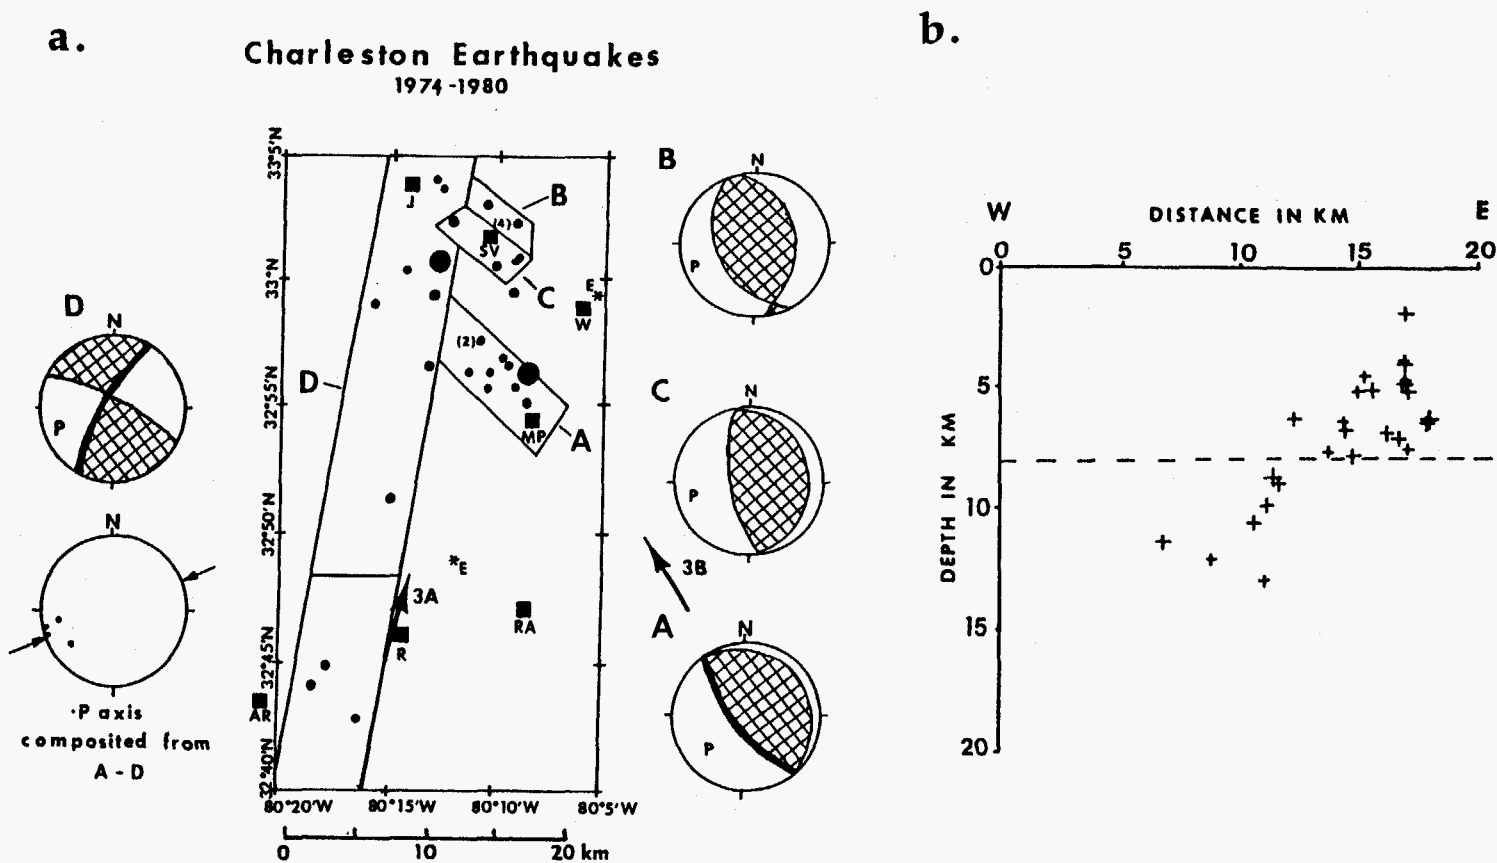 a.
Charleston Earthquakes
1974-1980
33°5'N
33°N
32°55'N
32°50'N
32°45'N
32°40'N
80°20'W 80°15'W 80°10'W 80°5'W
0 10 20 km
J
B
(4)
SV
C
E
*
W
(2)
D
MP
A
*E
3A
R
RA
AR
D
N
P
N
·P axis
composited from
A - D
B
N
P
C
N
P
3B
A
N
P
b.
W DISTANCE IN KM E
0 5 10 15 20
0
5
10
15
20
DEPTH IN KM